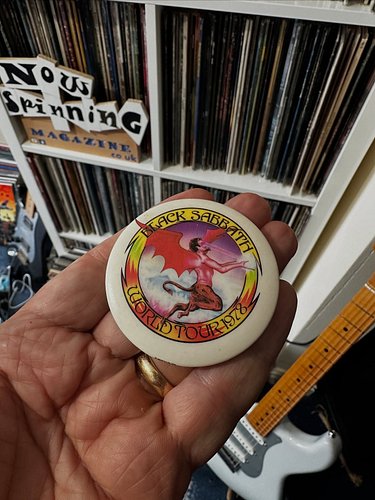 Now
Spinning
MAGAZINE
.co.uk
BLACK SABBATH
WORLD TOUR 1978